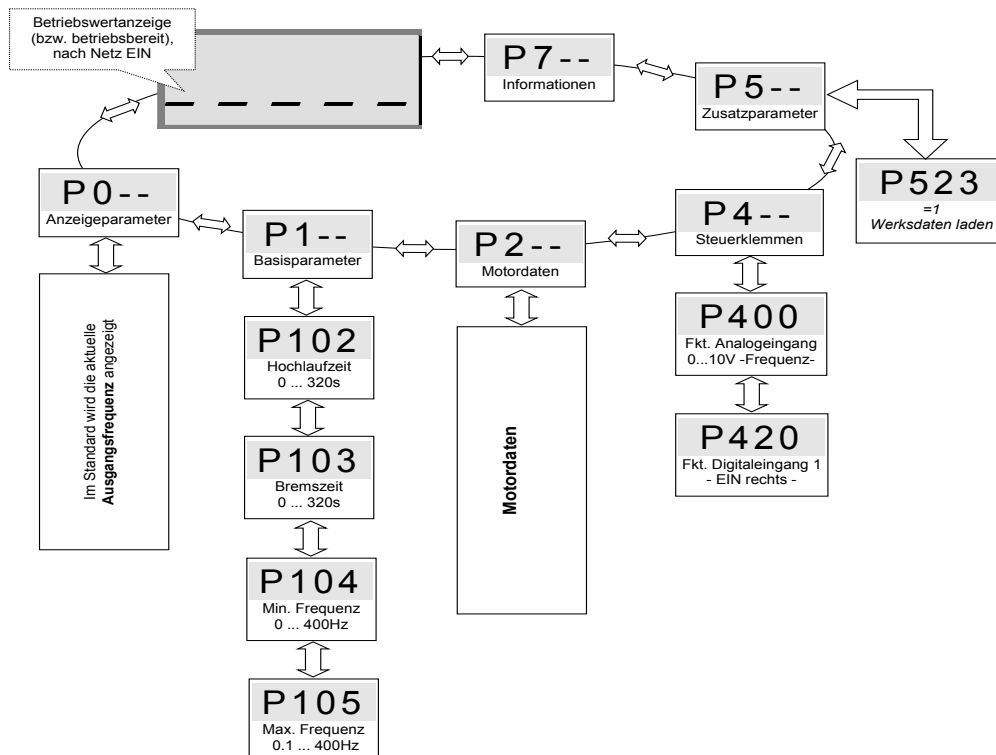 Betriebswertanzeige
(bzw. betriebsbereit),
nach Netz EIN
P7--
Informationen
P5--
Zusatzparameter
P523
=1
Werksdaten laden
P0--
Anzeigeparameter
P1--
Basisparameter
P2--
Motordaten
P4--
Steuerklemmen
Im Standard wird die aktuelle
Ausgangsfrequenz angezeigt
P102
Hochlaufzeit
0 ... 320s
P103
Bremszeit
0 ... 320s
P104
Min. Frequenz
0 ... 400Hz
P105
Max. Frequenz
0.1 ... 400Hz
Motordaten
P400
Fkt. Analogeingang
0...10V -Frequenz-
P420
Fkt. Digitaleingang 1
- EIN rechts -